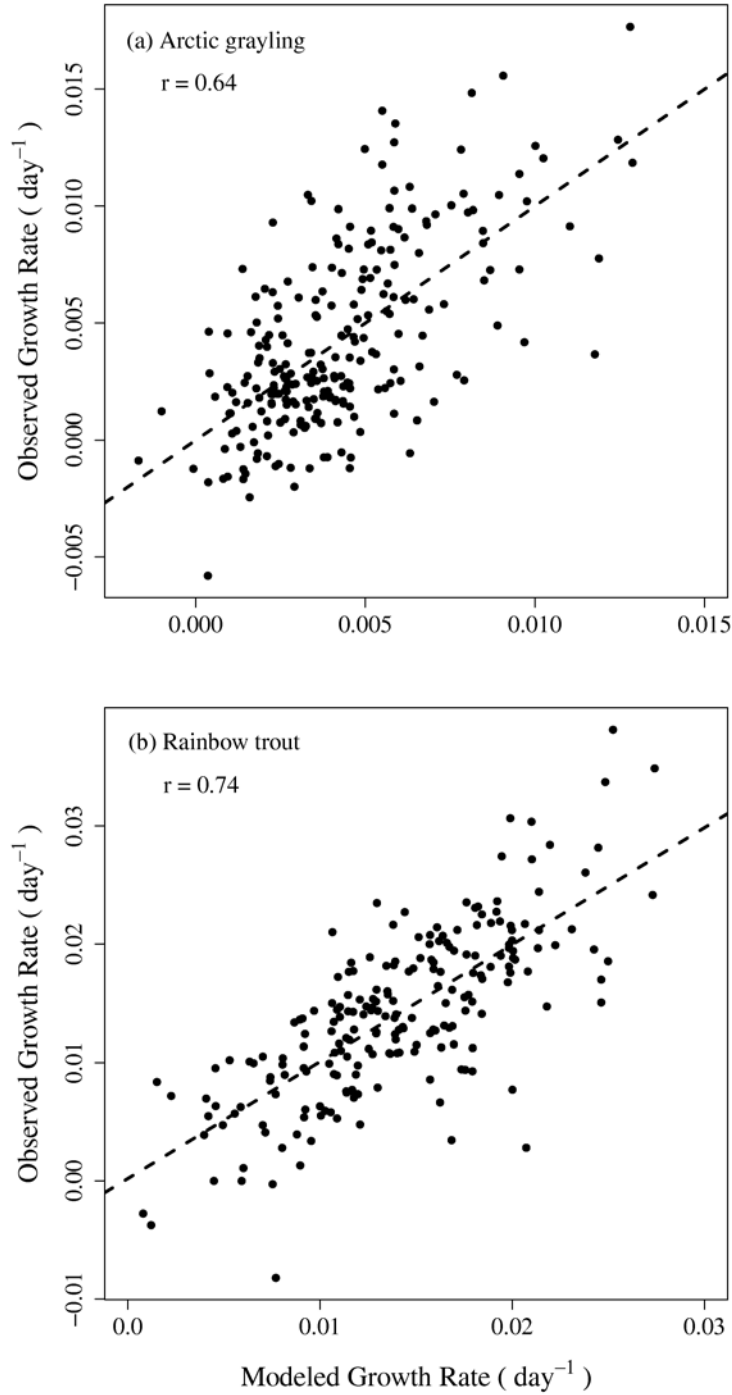 (a) Arctic grayling
r = 0.64
Observed Growth Rate ( day⁻¹ )
0.015
0.010
0.005
0.000
−0.005
0.000 0.005 0.010 0.015
(b) Rainbow trout
r = 0.74
Observed Growth Rate ( day⁻¹ )
0.03
0.02
0.01
0.00
−0.01
0.0 0.01 0.02 0.03
Modeled Growth Rate ( day⁻¹ )